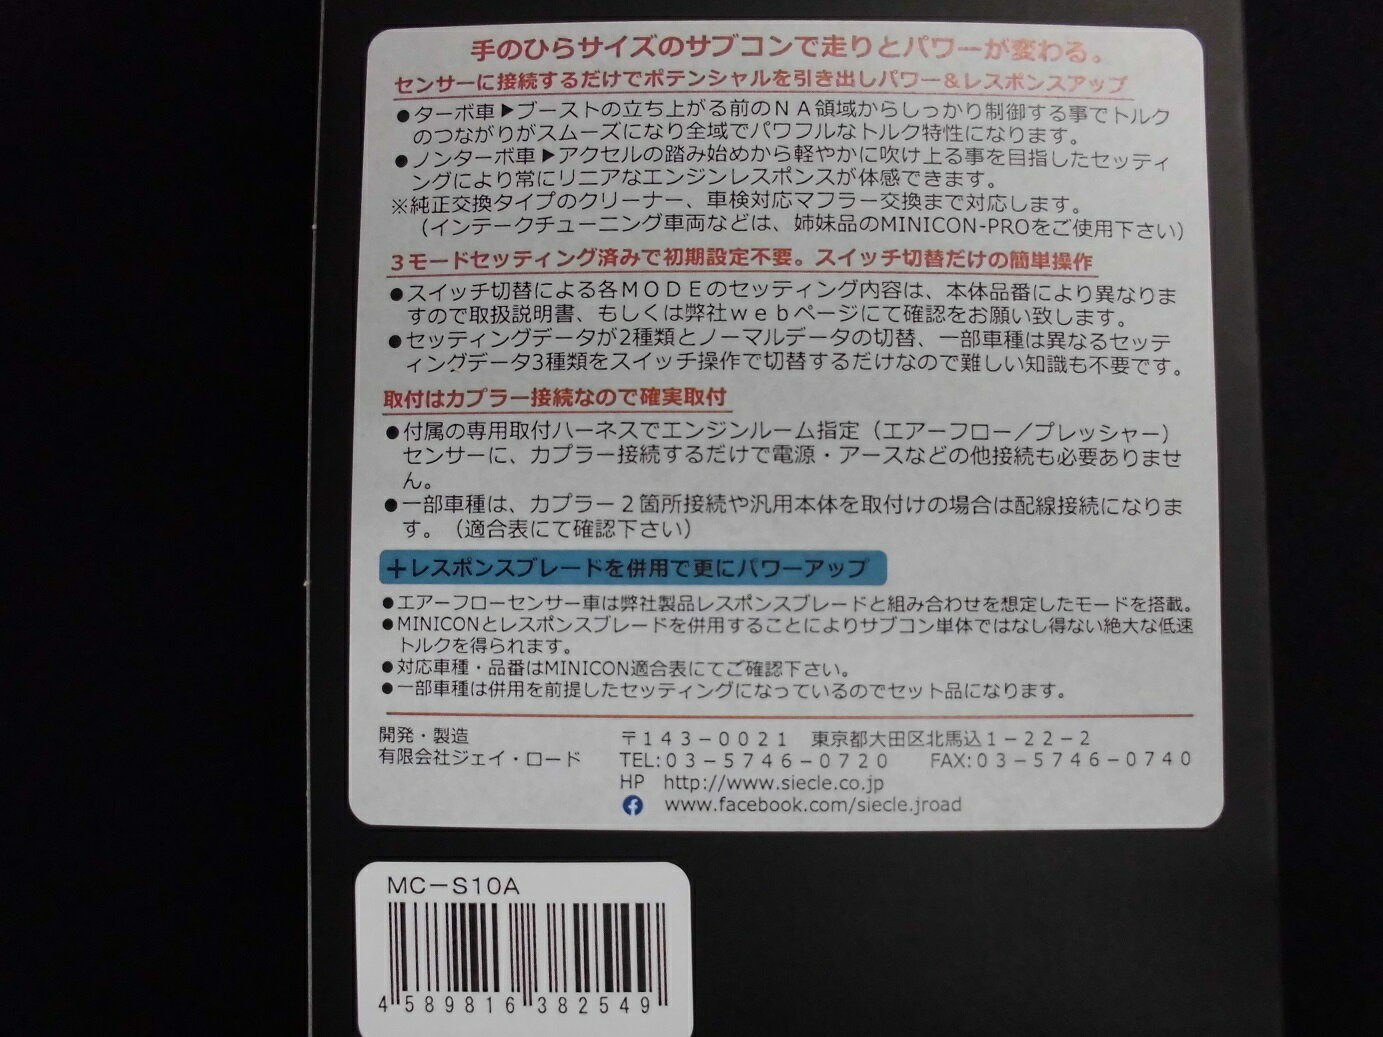 手のひらサイズのサブコンで走りとパワーが変わる。
センサーに接続するだけでポテンシャルを引き出しパワー＆レスポンスアップ
●ターボ車▶ブーストの立ち上がる前のＮＡ領域からしっかり制御する事でトルク
のつながりがスムーズになり全域でパワフルなトルク特性になります。
●ノンターボ車▶アクセルの踏み始めから軽やかに吹け上る事を目指したセッティ
ングにより常にリニアなエンジンレスポンスが体感できます。
※純正交換タイプのクリーナー、車検対応マフラー交換まで対応します。
（インテークチューニング車両などは、姉妹品のMINICON-PROをご使用下さい）
３モードセッティング済みで初期設定不要。スイッチ切替だけの簡単操作
●スイッチ切替による各ＭＯＤＥのセッティング内容は、本体品番により異なりま
すので取扱説明書、もしくは弊社ｗｅｂページにて確認をお願い致します。
●セッティングデータが2種類とノーマルデータの切替、一部車種は異なるセッテ
ィングデータ3種類をスイッチ操作で切替するだけなので難しい知識も不要です。
取付はカプラー接続なので確実取付
●付属の専用取付ハーネスでエンジンルーム指定（エアーフロー／プレッシャー）
センサーに、カプラー接続するだけで電源・アースなどの他接続も必要ありませ
ん。
●一部車種は、カプラー２箇所接続や汎用本体を取付けの場合は配線接続になりま
す。（適合表にて確認下さい）
＋レスポンスブレードを併用で更にパワーアップ
●エアーフローセンサー車は弊社製品レスポンスブレードと組み合わせを想定したモードを搭載。
●MINICONとレスポンスブレードを併用することによりサブコン単体ではなし得ない絶大な低速
トルクを得られます。
●対応車種・品番はMINICON適合表にてご確認下さい。
●一部車種は併用を前提したセッティングになっているのでセット品になります。
開発・製造
有限会社ジェイ・ロード
〒１４３－００２１　東京都大田区北馬込１－２２－２
TEL:０３－５７４６－０７２０　FAX:０３－５７４６－０７４０
HP　http://www.siecle.co.jp
www.facebook.com/siecle.jroad
MC－S10A
4 589816 382549